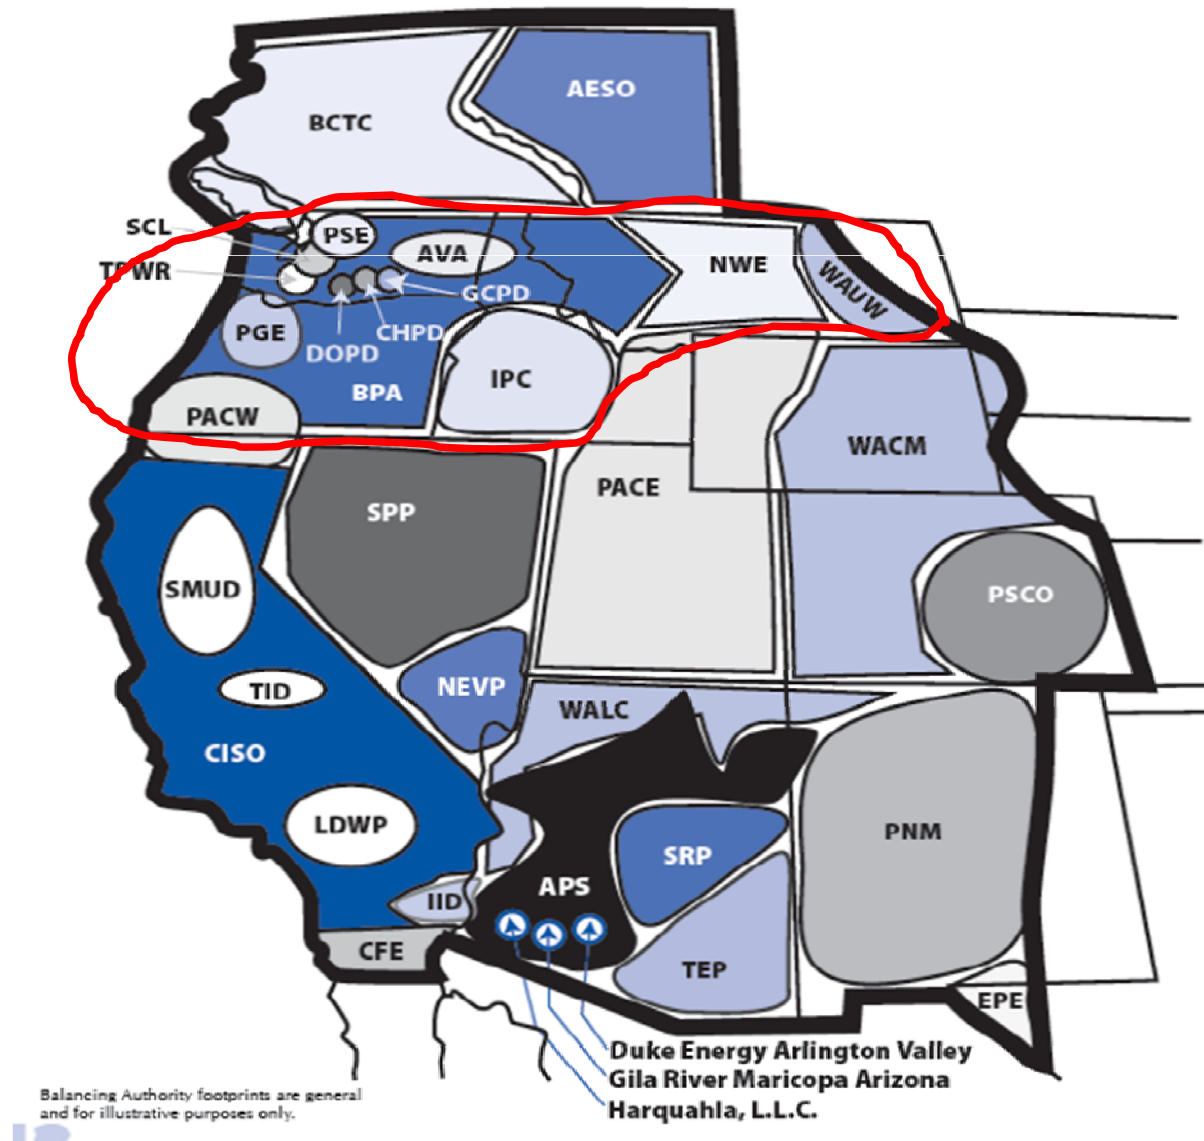 AESO
BCTC
SCL
PSE
AVA
TPWR
NWE
WAUW
GCPD
PGE
CHPD
DOPD
IPC
BPA
PACW
WACM
PACE
SPP
SMUD
PSCO
NEVP
TID
WALC
CISO
LDWP
PNM
SRP
APS
IID
CFE
TEP
EPE
Duke Energy Arlington Valley
Gila River Maricopa Arizona
Harquahla, L.L.C.
Balancing Authority footprints are general
and for illustrative purposes only.